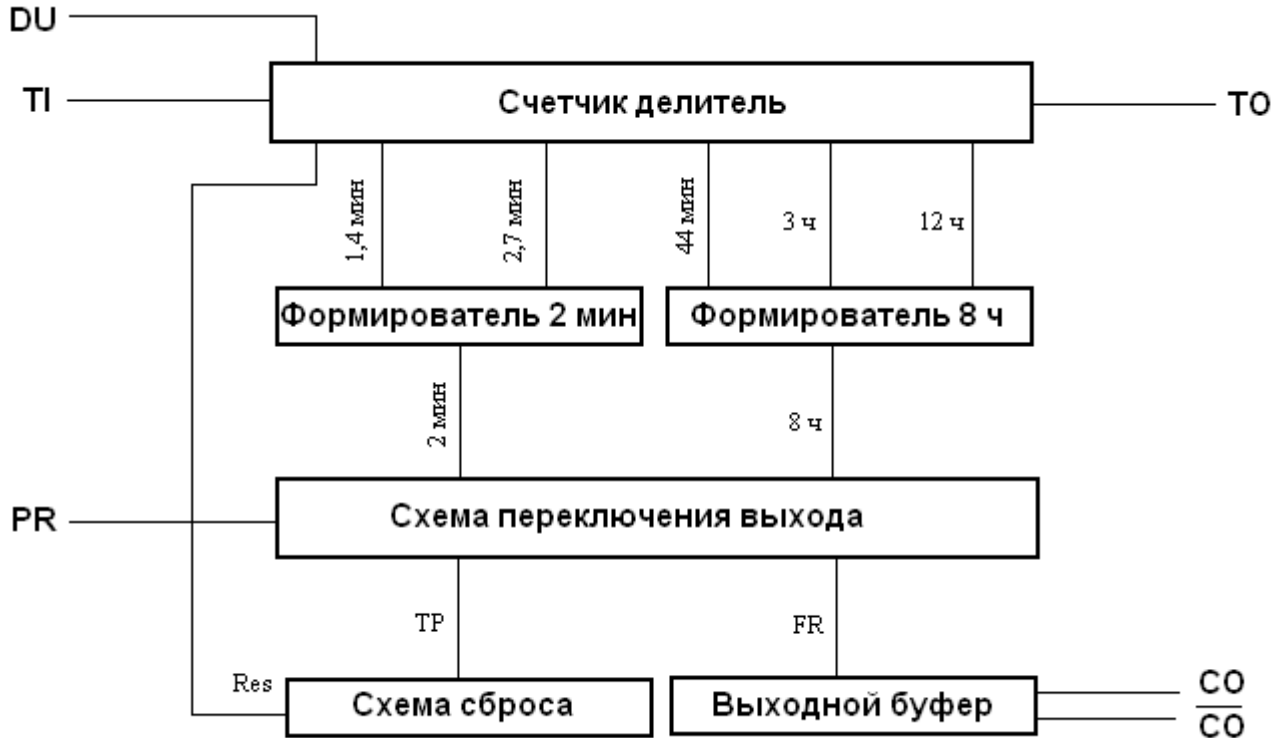 DU
TI
Счетчик делитель
TO
1,4 мин
2,7 мин
44 мин
3 ч
12 ч
Формирователь 2 мин
Формирователь 8 ч
2 мин
8 ч
PR
Схема переключения выхода
TP
FR
Res
Схема сброса
Выходной буфер
CO
CO